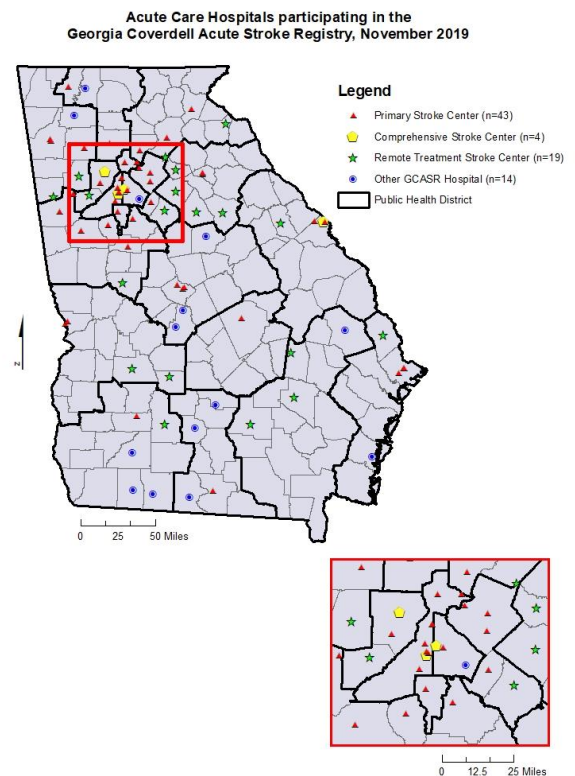 Acute Care Hospitals participating in the
Georgia Coverdell Acute Stroke Registry, November 2019
Legend
Primary Stroke Center (n=43)
Comprehensive Stroke Center (n=4)
Remote Treatment Stroke Center (n=19)
Other GCASR Hospital (n=14)
Public Health District
N
0 25 50 Miles
0 12.5 25 Miles